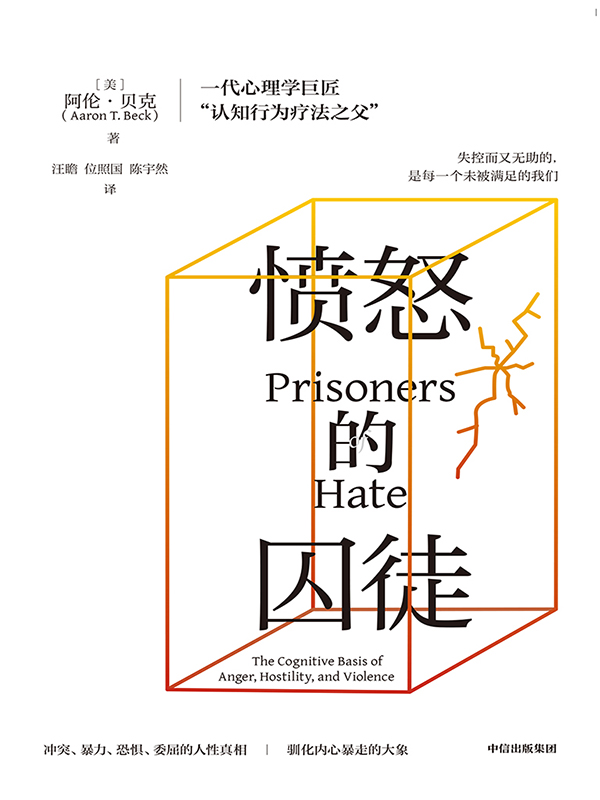 [美]
阿伦·贝克
(Aaron T. Beck)
著
汪瞻 位照国 陈宇然
译
一代心理学巨匠
“认知行为疗法之父”
失控而又无助的,
是每一个未被满足的我们
愤怒
Prisoners
的
of
Hate
囚徒
The Cognitive Basis of
Anger, Hostility, and Violence
冲突、暴力、恐惧、委屈的人性真相 | 驯化内心暴走的大象
中信出版集团